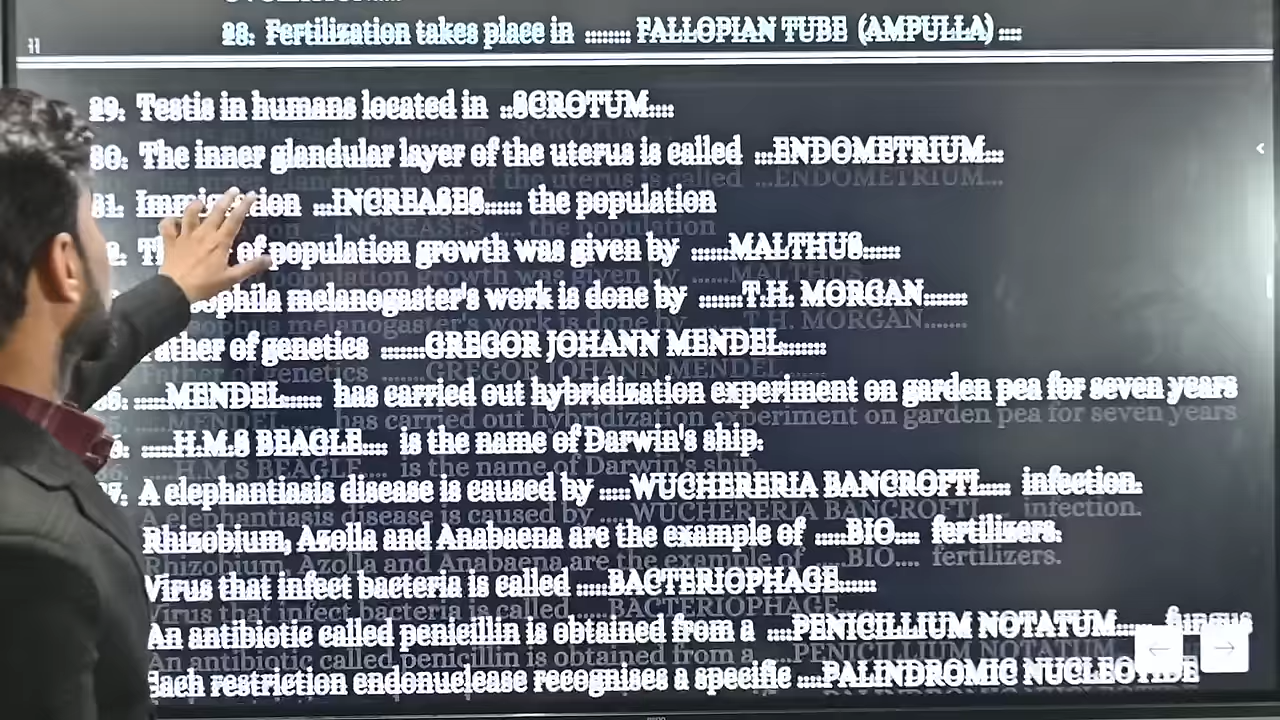 28. Fertilization takes place in ........ FALLOPIAN TUBE (AMPULLA) ....
29. Testis in humans located in ..SCROTUM....
30. The inner glandular layer of the uterus is called ...ENDOMETRIUM...
31. Immigration ...INCREASES...... the population
of population growth was given by ......MALTHUS......
melanogaster's work is done by .......T.H. MORGAN.......
Father of genetics .......GREGOR JOHANN MENDEL.......
.....MENDEL...... has carried out hybridization experiment on garden pea for seven years
36. .....H.M.S BEAGLE.... is the name of Darwin's ship.
A elephantiasis disease is caused by .....WUCHERERIA BANCROFTI..... infection.
Rhizobium, Azolla and Anabaena are the example of .....BIO.... fertilizers.
Virus that infect bacteria is called .....BACTERIOPHAGE......
An antibiotic called penicillin is obtained from a ....PENICILLIUM NOTATUM...... fungus
Each restriction endonuclease recognises a specific ....PALINDROMIC NUCLEOTIDE